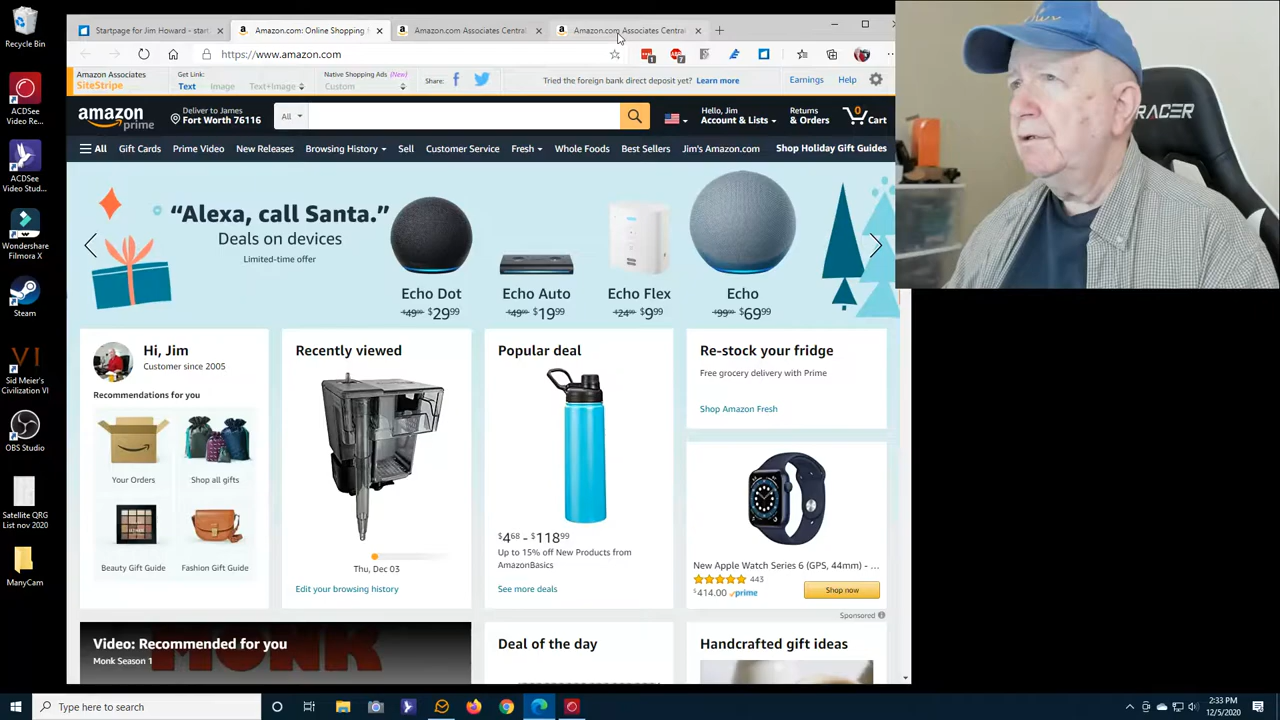 Recycle Bin
ACDSee
Video Re...
ACDSee
Video Stud...
Wondershare
Filmora X
Steam
Sid Meier's
Civilization VI
OBS Studio
Satellite QRG
List nov 2020
ManyCam
Startpage for Jim Howard - start
Amazon.com: Online Shopping
Amazon.com Associates Central
Amazon.com Associates Central
https://www.amazon.com
1
7
Amazon Associates
SiteStripe
Get Link:
Text
Image
Text+Image
Native Shopping Ads (New)
Custom
Share:
Tried the foreign bank direct deposit yet? Learn more
Earnings
Help
amazon
prime
Deliver to James
Fort Worth 76116
All
Hello, Jim
Account & Lists
Returns
& Orders
0
Cart
All
Gift Cards
Prime Video
New Releases
Browsing History
Sell
Customer Service
Fresh
Whole Foods
Best Sellers
Jim's Amazon.com
Shop Holiday Gift Guides
“Alexa, call Santa.”
Deals on devices
Limited-time offer
Echo Dot
$49.99 $29.99
Echo Auto
$49.99 $19.99
Echo Flex
$24.99 $9.99
Echo
$99.99 $69.99
Hi, Jim
Customer since 2005
Recommendations for you
Your Orders
Shop all gifts
Beauty Gift Guide
Fashion Gift Guide
Recently viewed
Thu, Dec 03
Edit your browsing history
Popular deal
$4.68 - $118.99
Up to 15% off New Products from
AmazonBasics
See more deals
Re-stock your fridge
Free grocery delivery with Prime
Shop Amazon Fresh
New Apple Watch Series 6 (GPS, 44mm) - ...
443
$414.00 prime
Shop now
Sponsored
Video: Recommended for you
Monk Season 1
MONK
Deal of the day
Handcrafted gift ideas
RACER
Type here to search
2:33 PM
12/5/2020